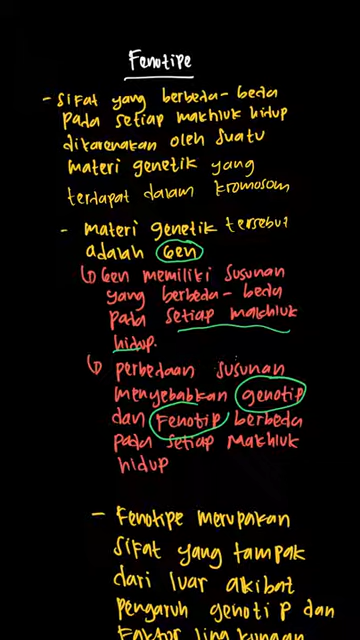 Fenotipe
- Sifat yang berbeda-beda
pada setiap makhluk hidup
dikarenakan oleh suatu
materi genetik yang
terdapat dalam kromosom
- materi genetik tersebut
adalah Gen
↳ Gen memiliki susunan
yang berbeda-beda
pada setiap makhluk
hidup.
↳ perbedaan susunan
menyebabkan genotip
dan Fenotip berbeda
pada setiap makhluk
hidup
- Fenotipe merupakan
sifat yang tampak
dari luar akibat
pengaruh genotip dan
Faktor lingkungan